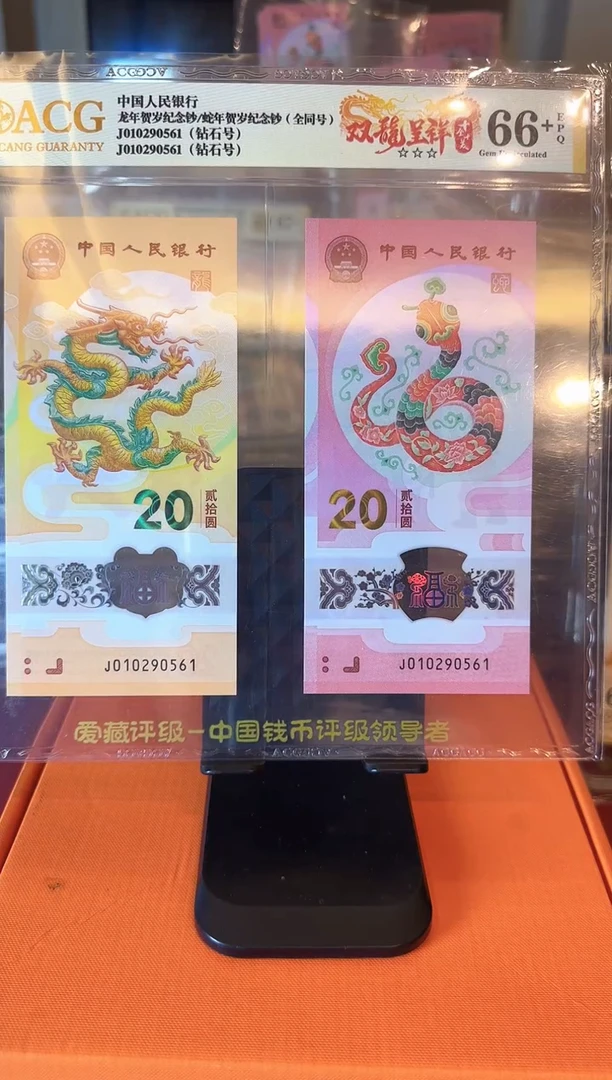 ACG
CANG GUARANTY
中国人民银行
龙年贺岁纪念钞/蛇年贺岁纪念钞（全同号）
J010290561（钻石号）
J010290561（钻石号）
双龍呈祥
66+
EPQ
Gem Uncirculated
中国人民银行
20
贰拾圆
J010290561
中国人民银行
20
贰拾圆
福
J010290561
爱藏评级－中国钱币评级领导者